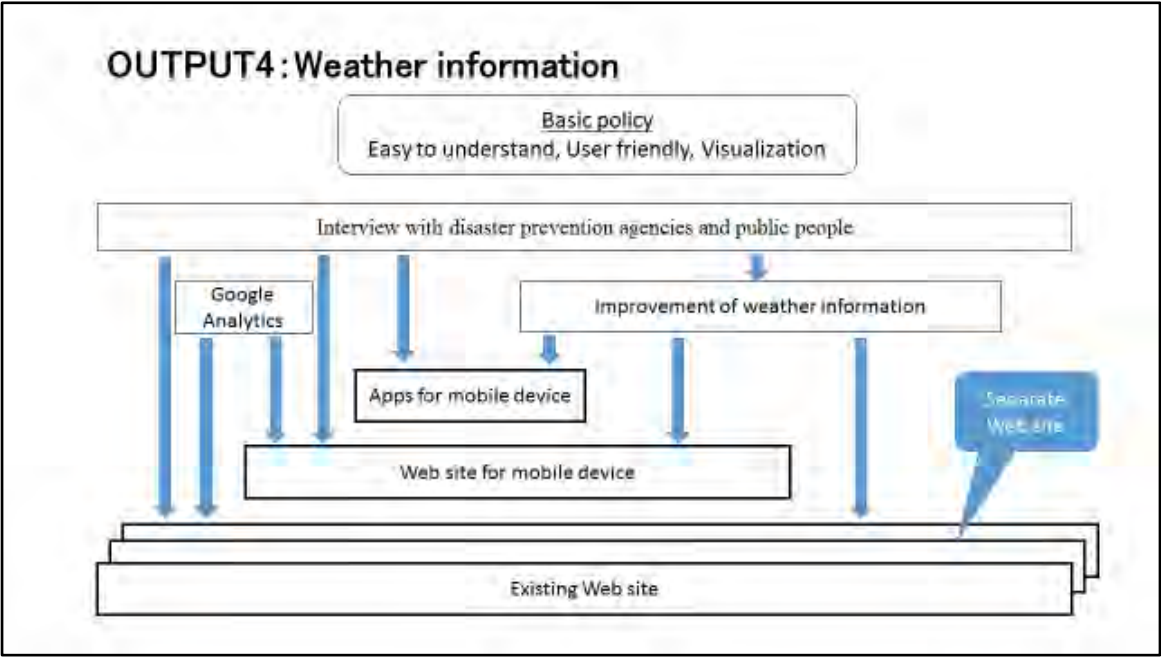 OUTPUT4:Weather information
Basic policy
Easy to understand, User friendly, Visualization
Interview with disaster prevention agencies and public people
Google
Analytics
Improvement of weather information
Apps for mobile device
Separate
Web site
Web site for mobile device
Existing Web site